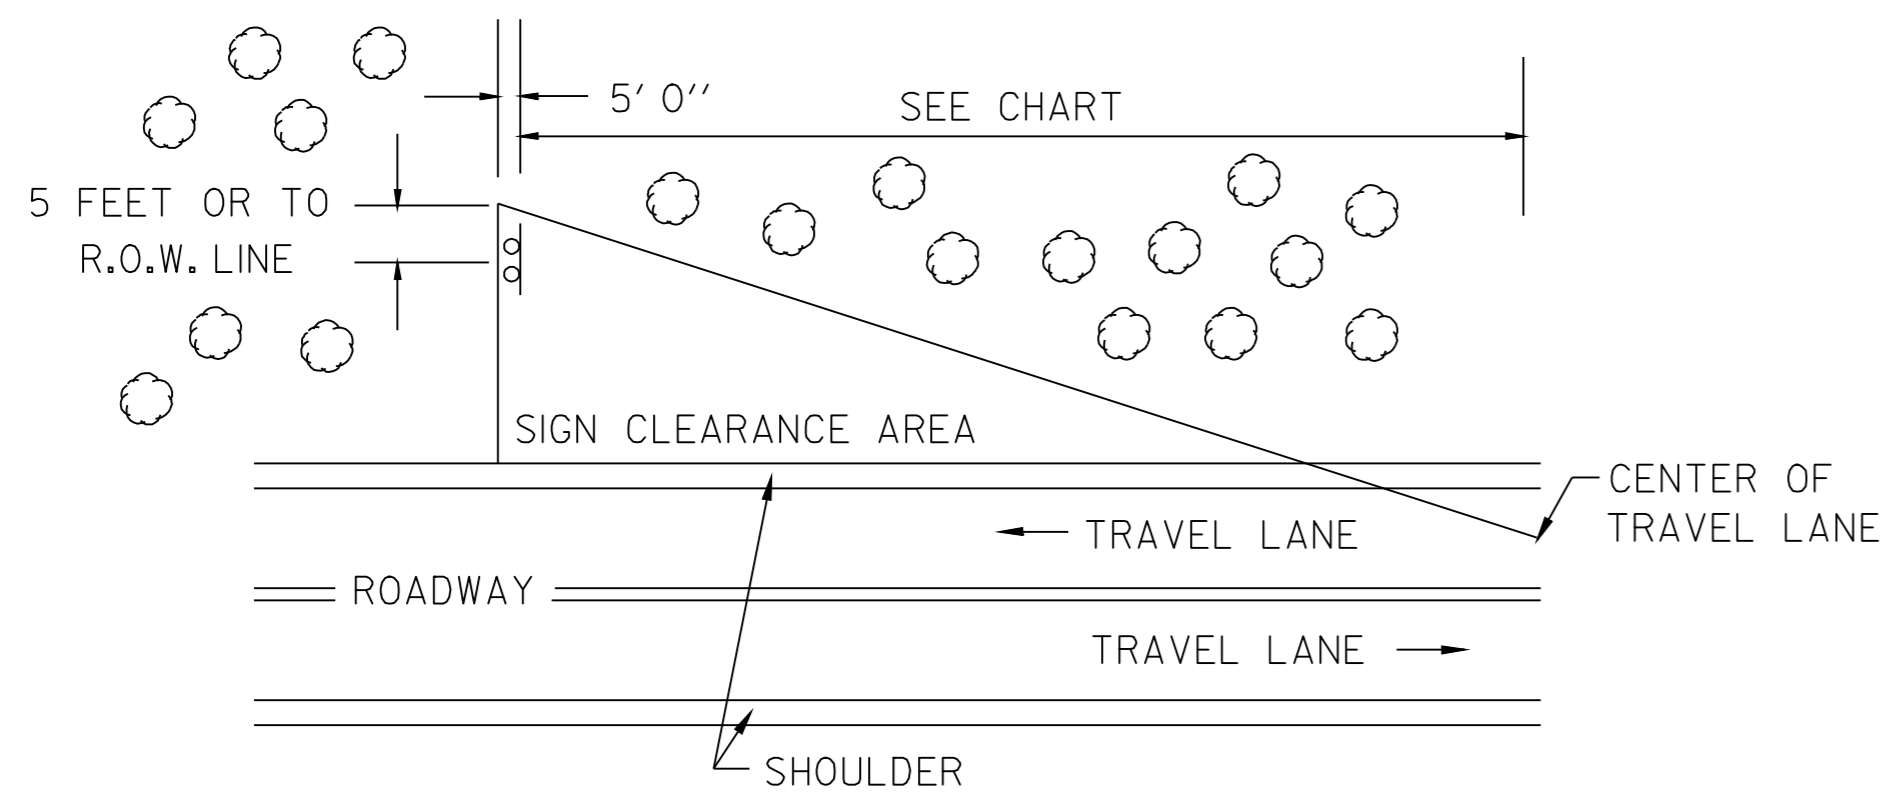 5' 0"
SEE CHART
5 FEET OR TO
R.O.W. LINE
SIGN CLEARANCE AREA
CENTER OF
TRAVEL LANE
TRAVEL LANE
ROADWAY
TRAVEL LANE
SHOULDER